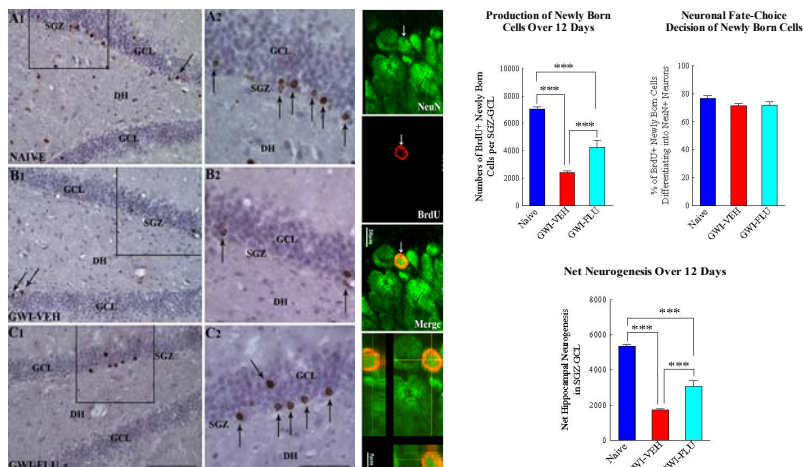 A1
SGZ
GCL
DH
GCL
NAIVE
A2
GCL
SGZ
DH
B1
GCL
SGZ
DH
GCL
GWI-VEH
B2
GCL
SGZ
DH
C1
SGZ
GCL
DH
GCL
GWI-FLU
C2
GCL
SGZ
DH
NeuN
BrdU
20µm
Merge
5µm
Production of Newly Born
Cells Over 12 Days
Numbers of BrdU+ Newly Born
Cells per SGZ-GCL
10000
8000
6000
4000
2000
0
***
***
***
Naive
GWI-VEH
GWI-FLU
Neuronal Fate-Choice
Decision of Newly Born Cells
% of BrdU+ Newly Born Cells
Differentiating into NeuN+ Neurons
100
80
60
40
20
0
Naive
GWI-VEH
GWI-FLU
Net Neurogenesis Over 12 Days
Net Hippocampal Neurogenesis
in SGZ-GCL
8000
6000
4000
2000
0
***
***
***
Naive
GWI-VEH
GWI-FLU